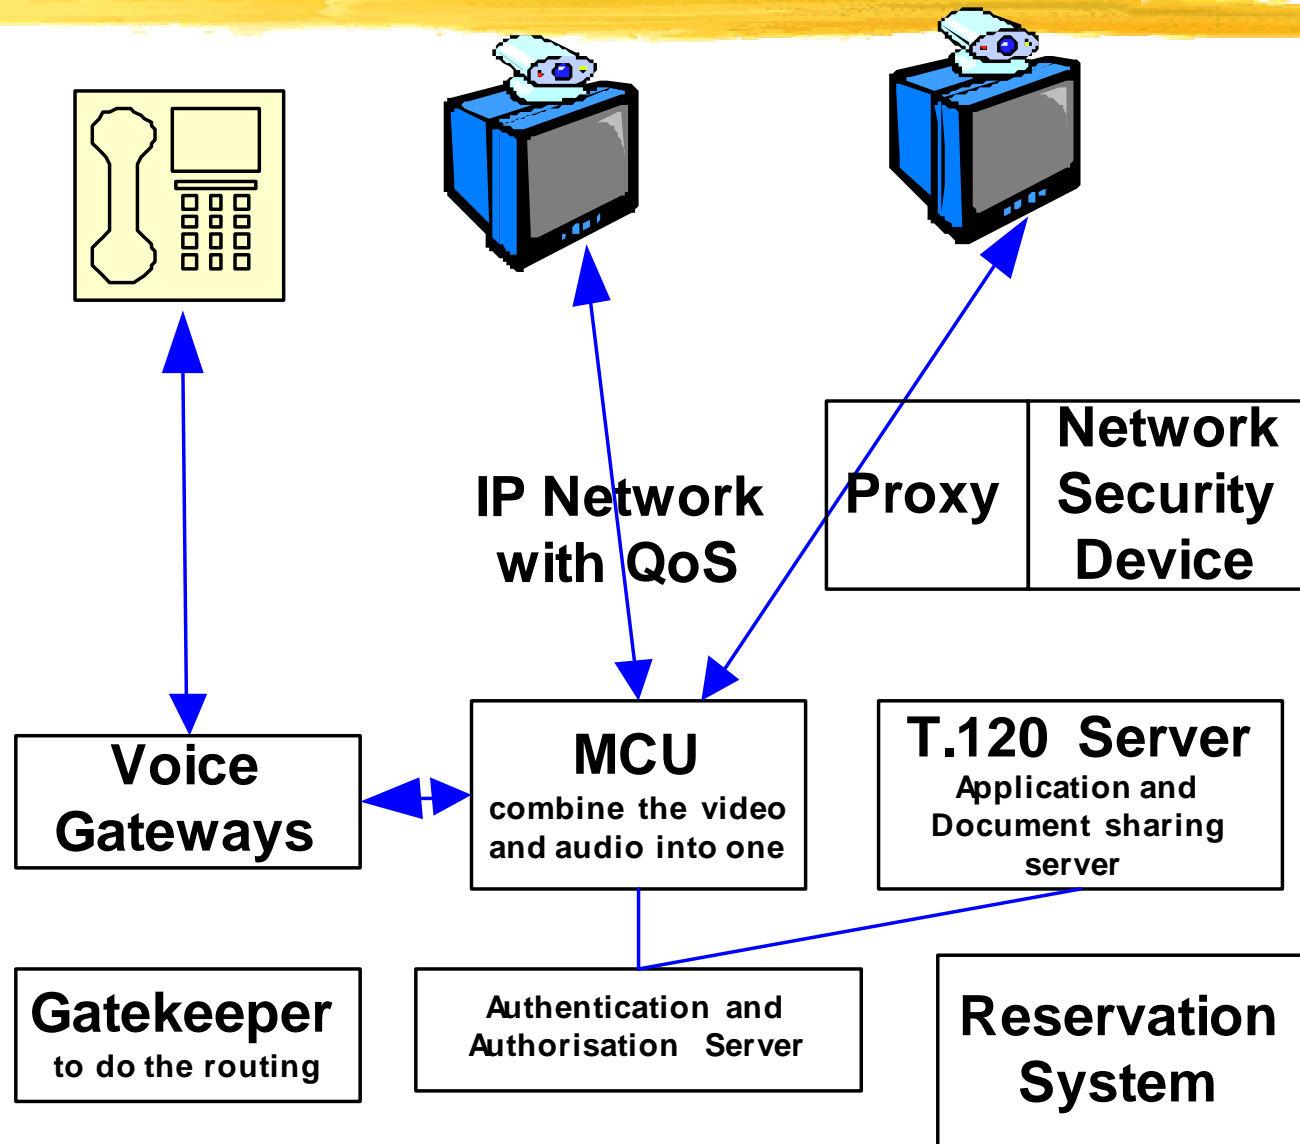 IP Network
with QoS
Proxy
Network
Security
Device
Voice
Gateways
MCU
combine the video
and audio into one
T.120 Server
Application and
Document sharing
server
Gatekeeper
to do the routing
Authentication and
Authorisation Server
Reservation
System